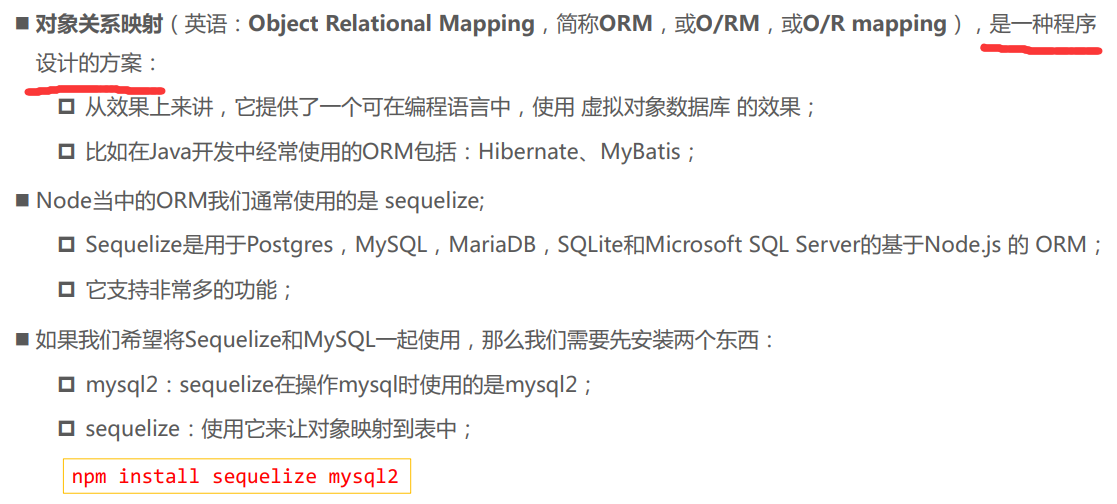 对象关系映射（英语：Object Relational Mapping，简称ORM，或O/RM，或O/R mapping），是一种程序
设计的方案：
从效果上来讲，它提供了一个可在编程语言中，使用 虚拟对象数据库 的效果；
比如在Java开发中经常使用的ORM包括：Hibernate、MyBatis；
Node当中的ORM我们通常使用的是 sequelize;
Sequelize是用于Postgres，MySQL，MariaDB，SQLite和Microsoft SQL Server的基于Node.js 的 ORM；
它支持非常多的功能；
如果我们希望将Sequelize和MySQL一起使用，那么我们需要先安装两个东西：
mysql2：sequelize在操作mysql时使用的是mysql2；
sequelize：使用它来让对象映射到表中；
npm install sequelize mysql2